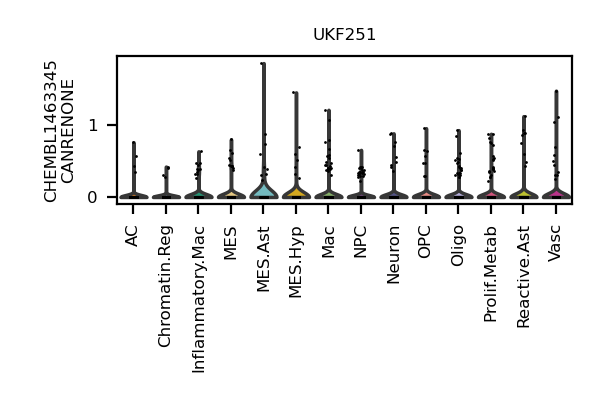 UKF251
CHEMBL1463345
CANRENONE
1
0
AC
Chromatin.Reg
Inflammatory.Mac
MES
MES.Ast
MES.Hyp
Mac
NPC
Neuron
OPC
Oligo
Prolif.Metab
Reactive.Ast
Vasc